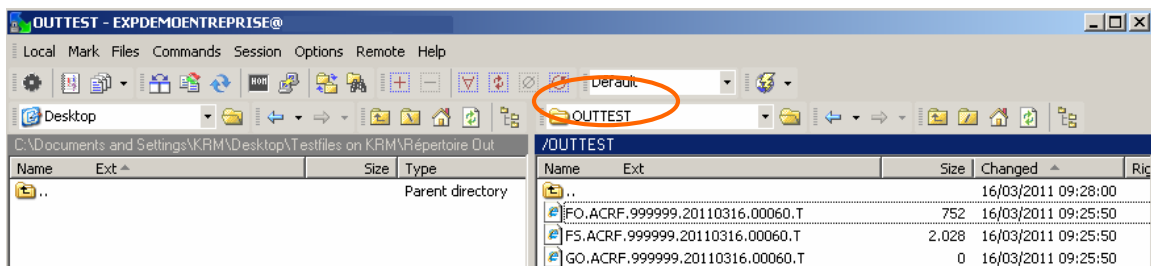 OUTTEST - EXPDEMOENTREPRISE@
Local Mark Files Commands Session Options Remote Help
Default
Desktop OUTTEST
C:\Documents and Settings\KRM\Desktop\Testfiles on KRM\Répertoire Out /OUTTEST
Name Ext Size Type Name Ext Size Changed Rig
.. Parent directory .. 16/03/2011 09:28:00
FO.ACRF.999999.20110316.00060.T 752 16/03/2011 09:25:50
FS.ACRF.999999.20110316.00060.T 2.028 16/03/2011 09:25:50
GO.ACRF.999999.20110316.00060.T 0 16/03/2011 09:25:50